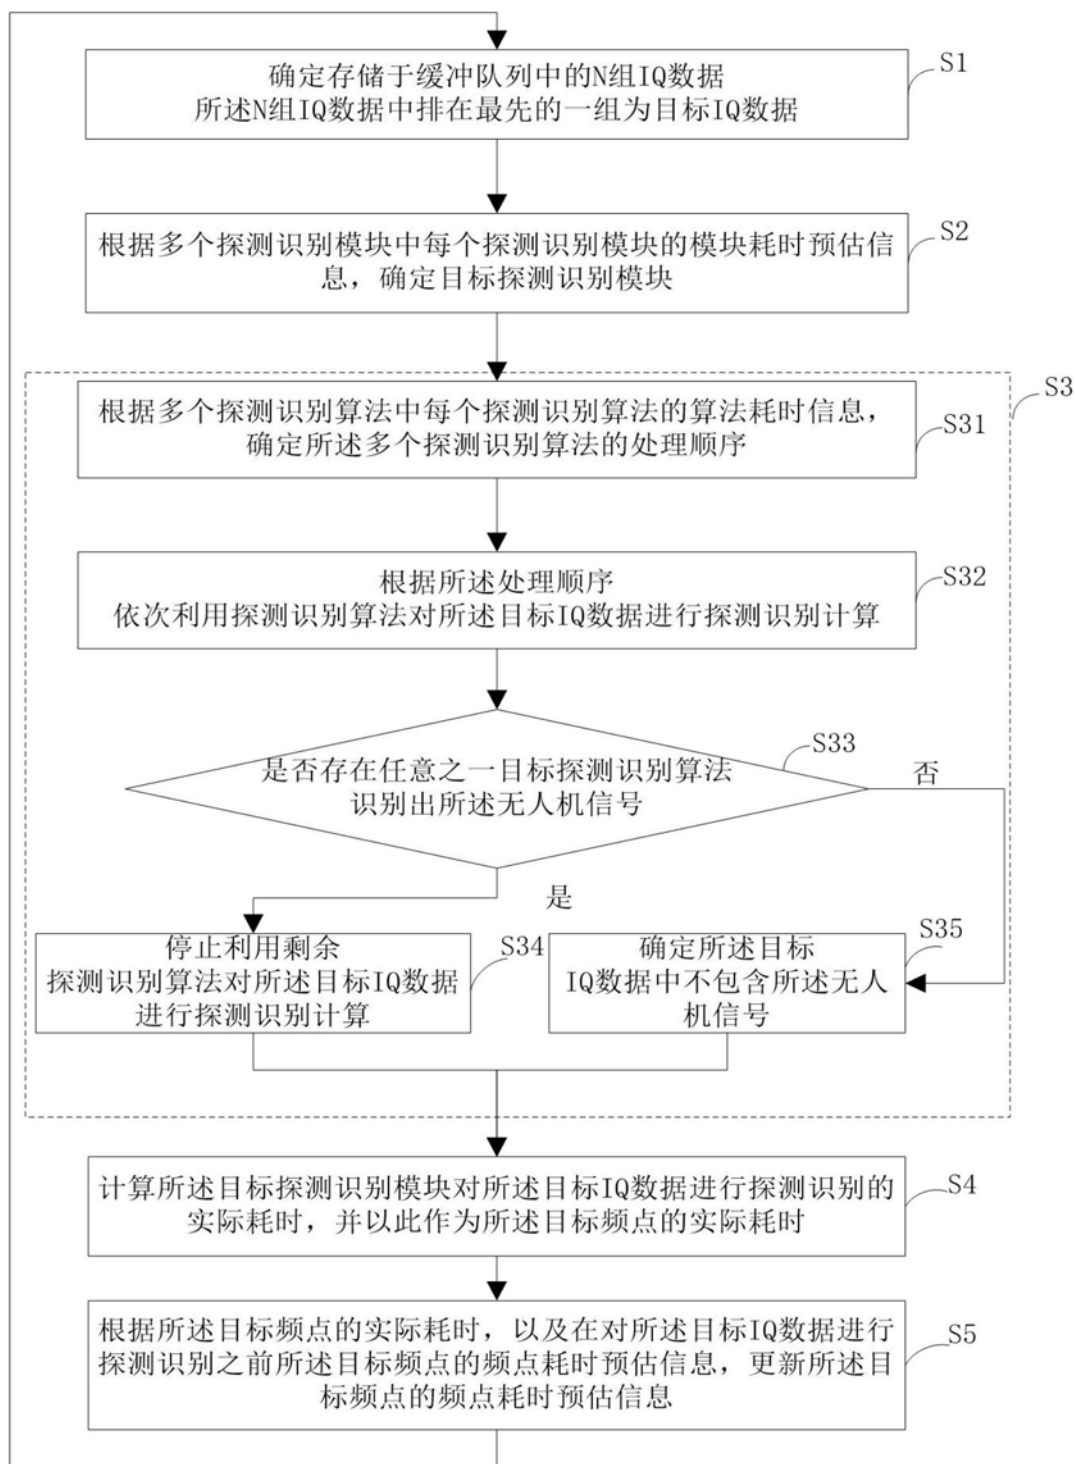 确定存储于缓冲队列中的N组IQ数据
所述N组IQ数据中排在最先的一组为目标IQ数据
S1
根据多个探测识别模块中每个探测识别模块的模块耗时预估信
息，确定目标探测识别模块
S2
S3
根据多个探测识别算法中每个探测识别算法的算法耗时信息，
确定所述多个探测识别算法的处理顺序
S31
根据所述处理顺序
依次利用探测识别算法对所述目标IQ数据进行探测识别计算
S32
是否存在任意之一目标探测识别算法
识别出所述无人机信号
S33
否
是
停止利用剩余
探测识别算法对所述目标IQ数据
进行探测识别计算
S34
确定所述目标
IQ数据中不包含所述无人
机信号
S35
计算所述目标探测识别模块对所述目标IQ数据进行探测识别的
实际耗时，并以此作为所述目标频点的实际耗时
S4
根据所述目标频点的实际耗时，以及在对所述目标IQ数据进行
探测识别之前所述目标频点的频点耗时预估信息，更新所述目
标频点的频点耗时预估信息
S5